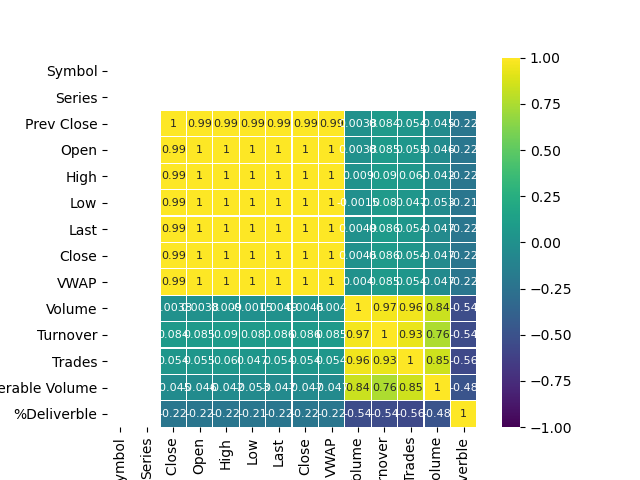 Symbol
Series
Prev Close 1 0.99 0.99 0.99 0.99 0.99 0.99
Open 0.99 1 1 1 1 1 1 -0.22
High 0.99 1 1 1 1 1 1 0.009 0.09 0.06 -0.22
Low 0.99 1 1 1 1 1 1 -0.21
Last 0.99 1 1 1 1 1 1 -0.22
Close 0.99 1 1 1 1 1 1 -0.22
VWAP 0.99 1 1 1 1 1 1 -0.22
Volume 1 0.97 0.96 0.84 -0.54
Turnover 0.97 1 0.93 0.76 -0.54
Trades 0.96 0.93 1 0.85 -0.56
erable Volume 0.84 0.76 0.85 1 -0.48
%Deliverble -0.22 -0.22 -0.22 -0.21 -0.22 -0.22 -0.22 -0.54 -0.54 -0.56 -0.48 1
ymbol
Series
Close
Open
High
Low
Last
Close
VWAP
olume
rnover
Trades
olume
verble
1.00
0.75
0.50
0.25
0.00
−0.25
−0.50
−0.75
−1.00